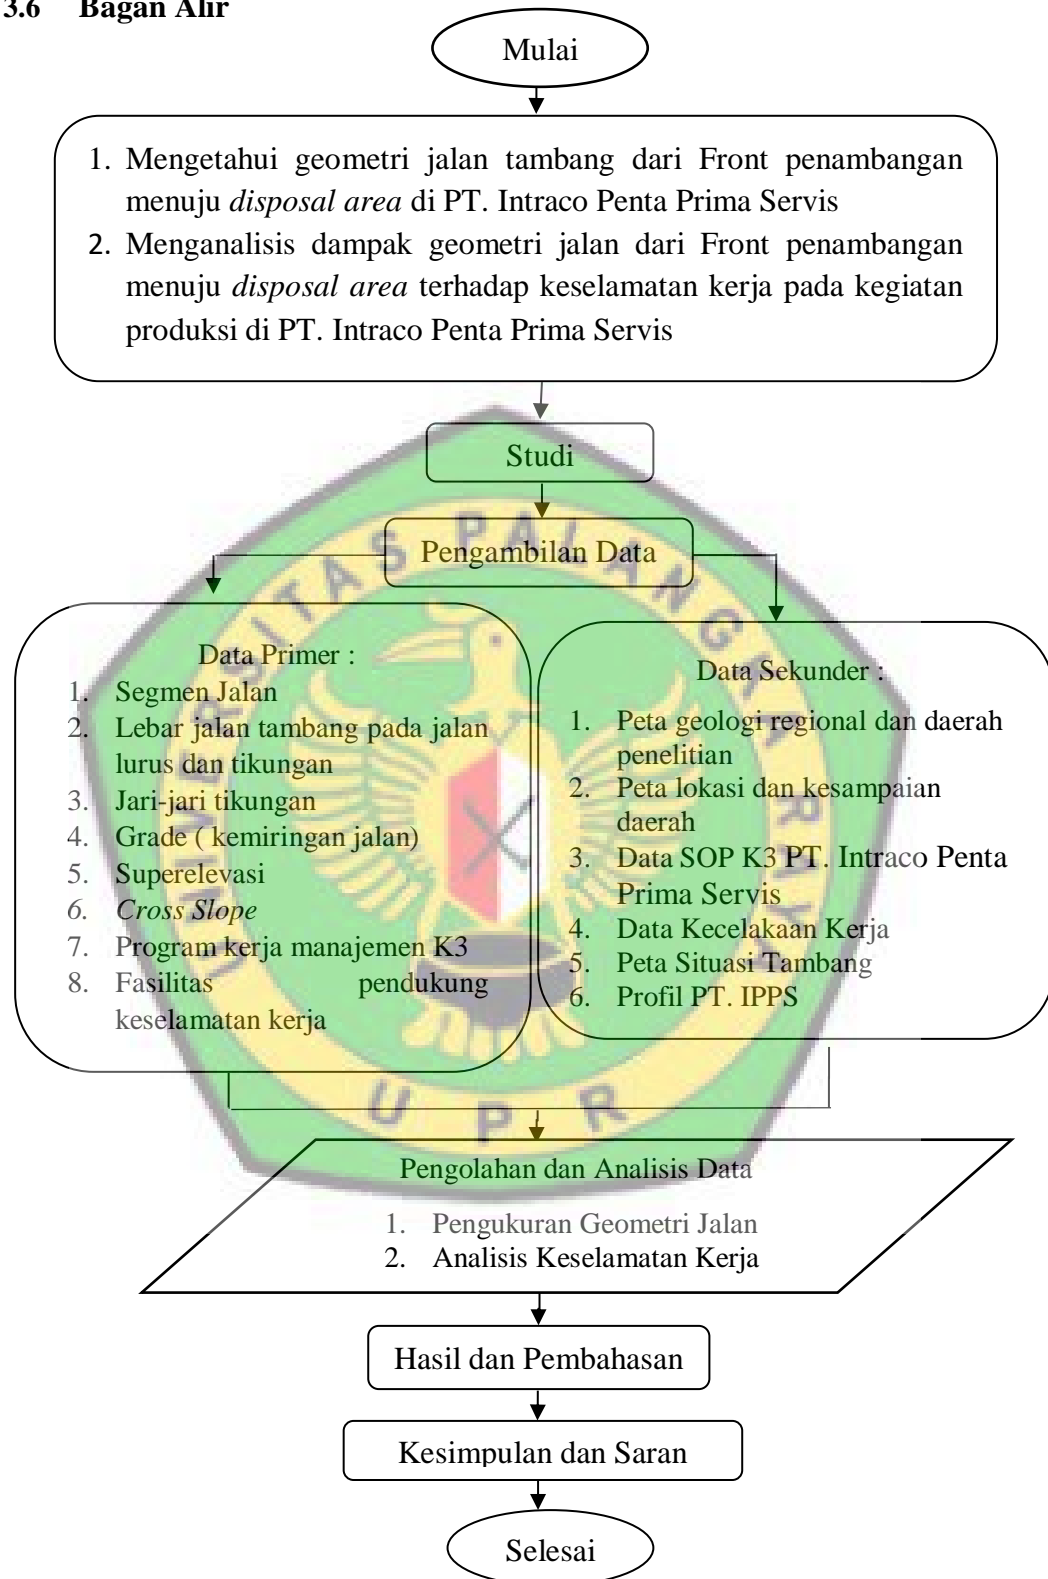 3.6 Bagan Alir
Mulai
1. Mengetahui geometri jalan tambang dari Front penambangan
menuju disposal area di PT. Intraco Penta Prima Servis
2. Menganalisis dampak geometri jalan dari Front penambangan
menuju disposal area terhadap keselamatan kerja pada kegiatan
produksi di PT. Intraco Penta Prima Servis
Studi
Pengambilan Data
Data Primer :
1. Segmen Jalan
2. Lebar jalan tambang pada jalan
lurus dan tikungan
3. Jari-jari tikungan
4. Grade ( kemiringan jalan)
5. Superelevasi
6. Cross Slope
7. Program kerja manajemen K3
8. Fasilitas pendukung
keselamatan kerja
Data Sekunder :
1. Peta geologi regional dan daerah
penelitian
2. Peta lokasi dan kesampaian
daerah
3. Data SOP K3 PT. Intraco Penta
Prima Servis
4. Data Kecelakaan Kerja
5. Peta Situasi Tambang
6. Profil PT. IPPS
UNIVERSITAS PALANGKA RAYA
UPR
Pengolahan dan Analisis Data
1. Pengukuran Geometri Jalan
2. Analisis Keselamatan Kerja
Hasil dan Pembahasan
Kesimpulan dan Saran
Selesai